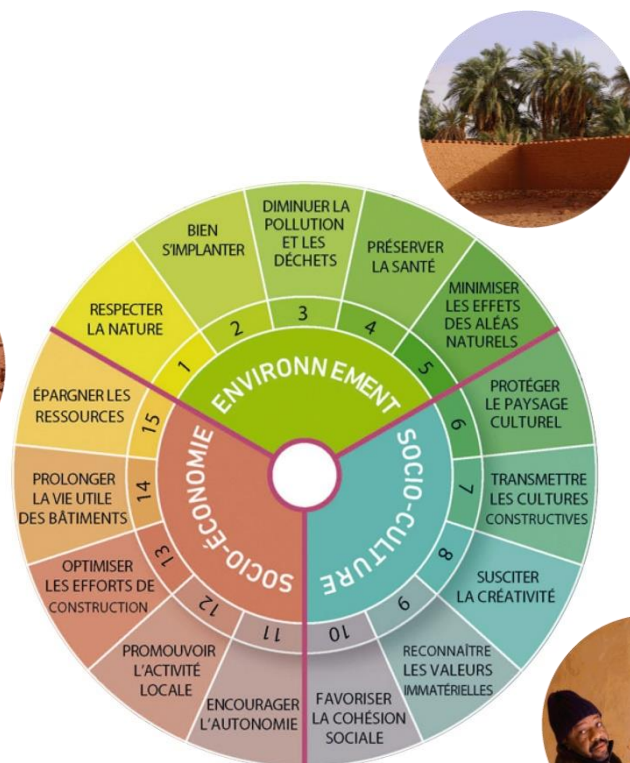 RESPECTER
LA NATURE
1
BIEN
S'IMPLANTER
2
DIMINUER LA
POLLUTION
ET LES
DÉCHETS
3
PRÉSERVER
LA SANTÉ
4
MINIMISER
LES EFFETS
DES ALÉAS
NATURELS
5
PROTÉGER
LE PAYSAGE
CULTUREL
6
TRANSMETTRE
LES CULTURES
CONSTRUCTIVES
7
SUSCITER
LA CRÉATIVITÉ
8
RECONNAÎTRE
LES VALEURS
IMMATÉRIELLES
9
FAVORISER
LA COHÉSION
SOCIALE
10
ENCOURAGER
L'AUTONOMIE
11
PROMOUVOIR
L'ACTIVITÉ
LOCALE
12
OPTIMISER
LES EFFORTS DE
CONSTRUCTION
13
PROLONGER
LA VIE UTILE
DES BÂTIMENTS
14
ÉPARGNER LES
RESSOURCES
15
ENVIRONNEMENT
SOCIO-CULTURE
SOCIO-ÉCONOMIE